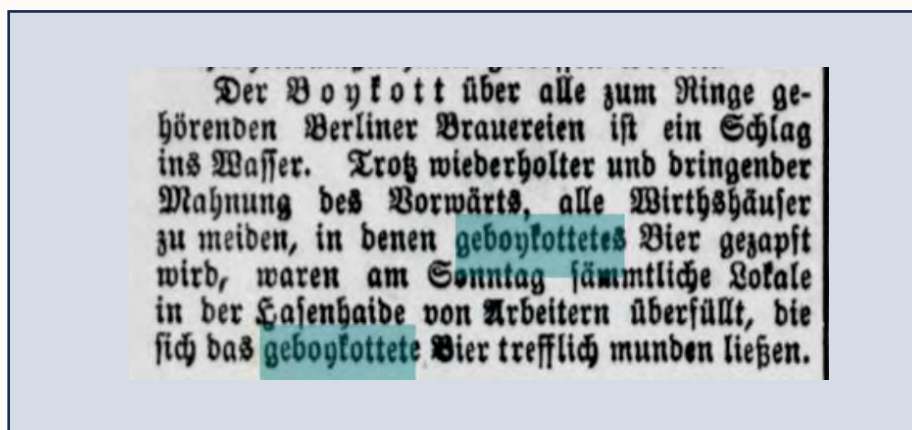 Der Boykott über alle zum Ringe ge-
hörenden Berliner Brauereien ist ein Schlag
ins Wasser. Trotz wiederholter und dringender
Mahnung des Vorwärts, alle Wirthshäuser
zu meiden, in denen geboykottetes Bier gezapft
wird, waren am Sonntag sämmtliche Lokale
in der Hasenhaide von Arbeitern überfüllt, die
sich das geboykottete Bier trefflich munden ließen.